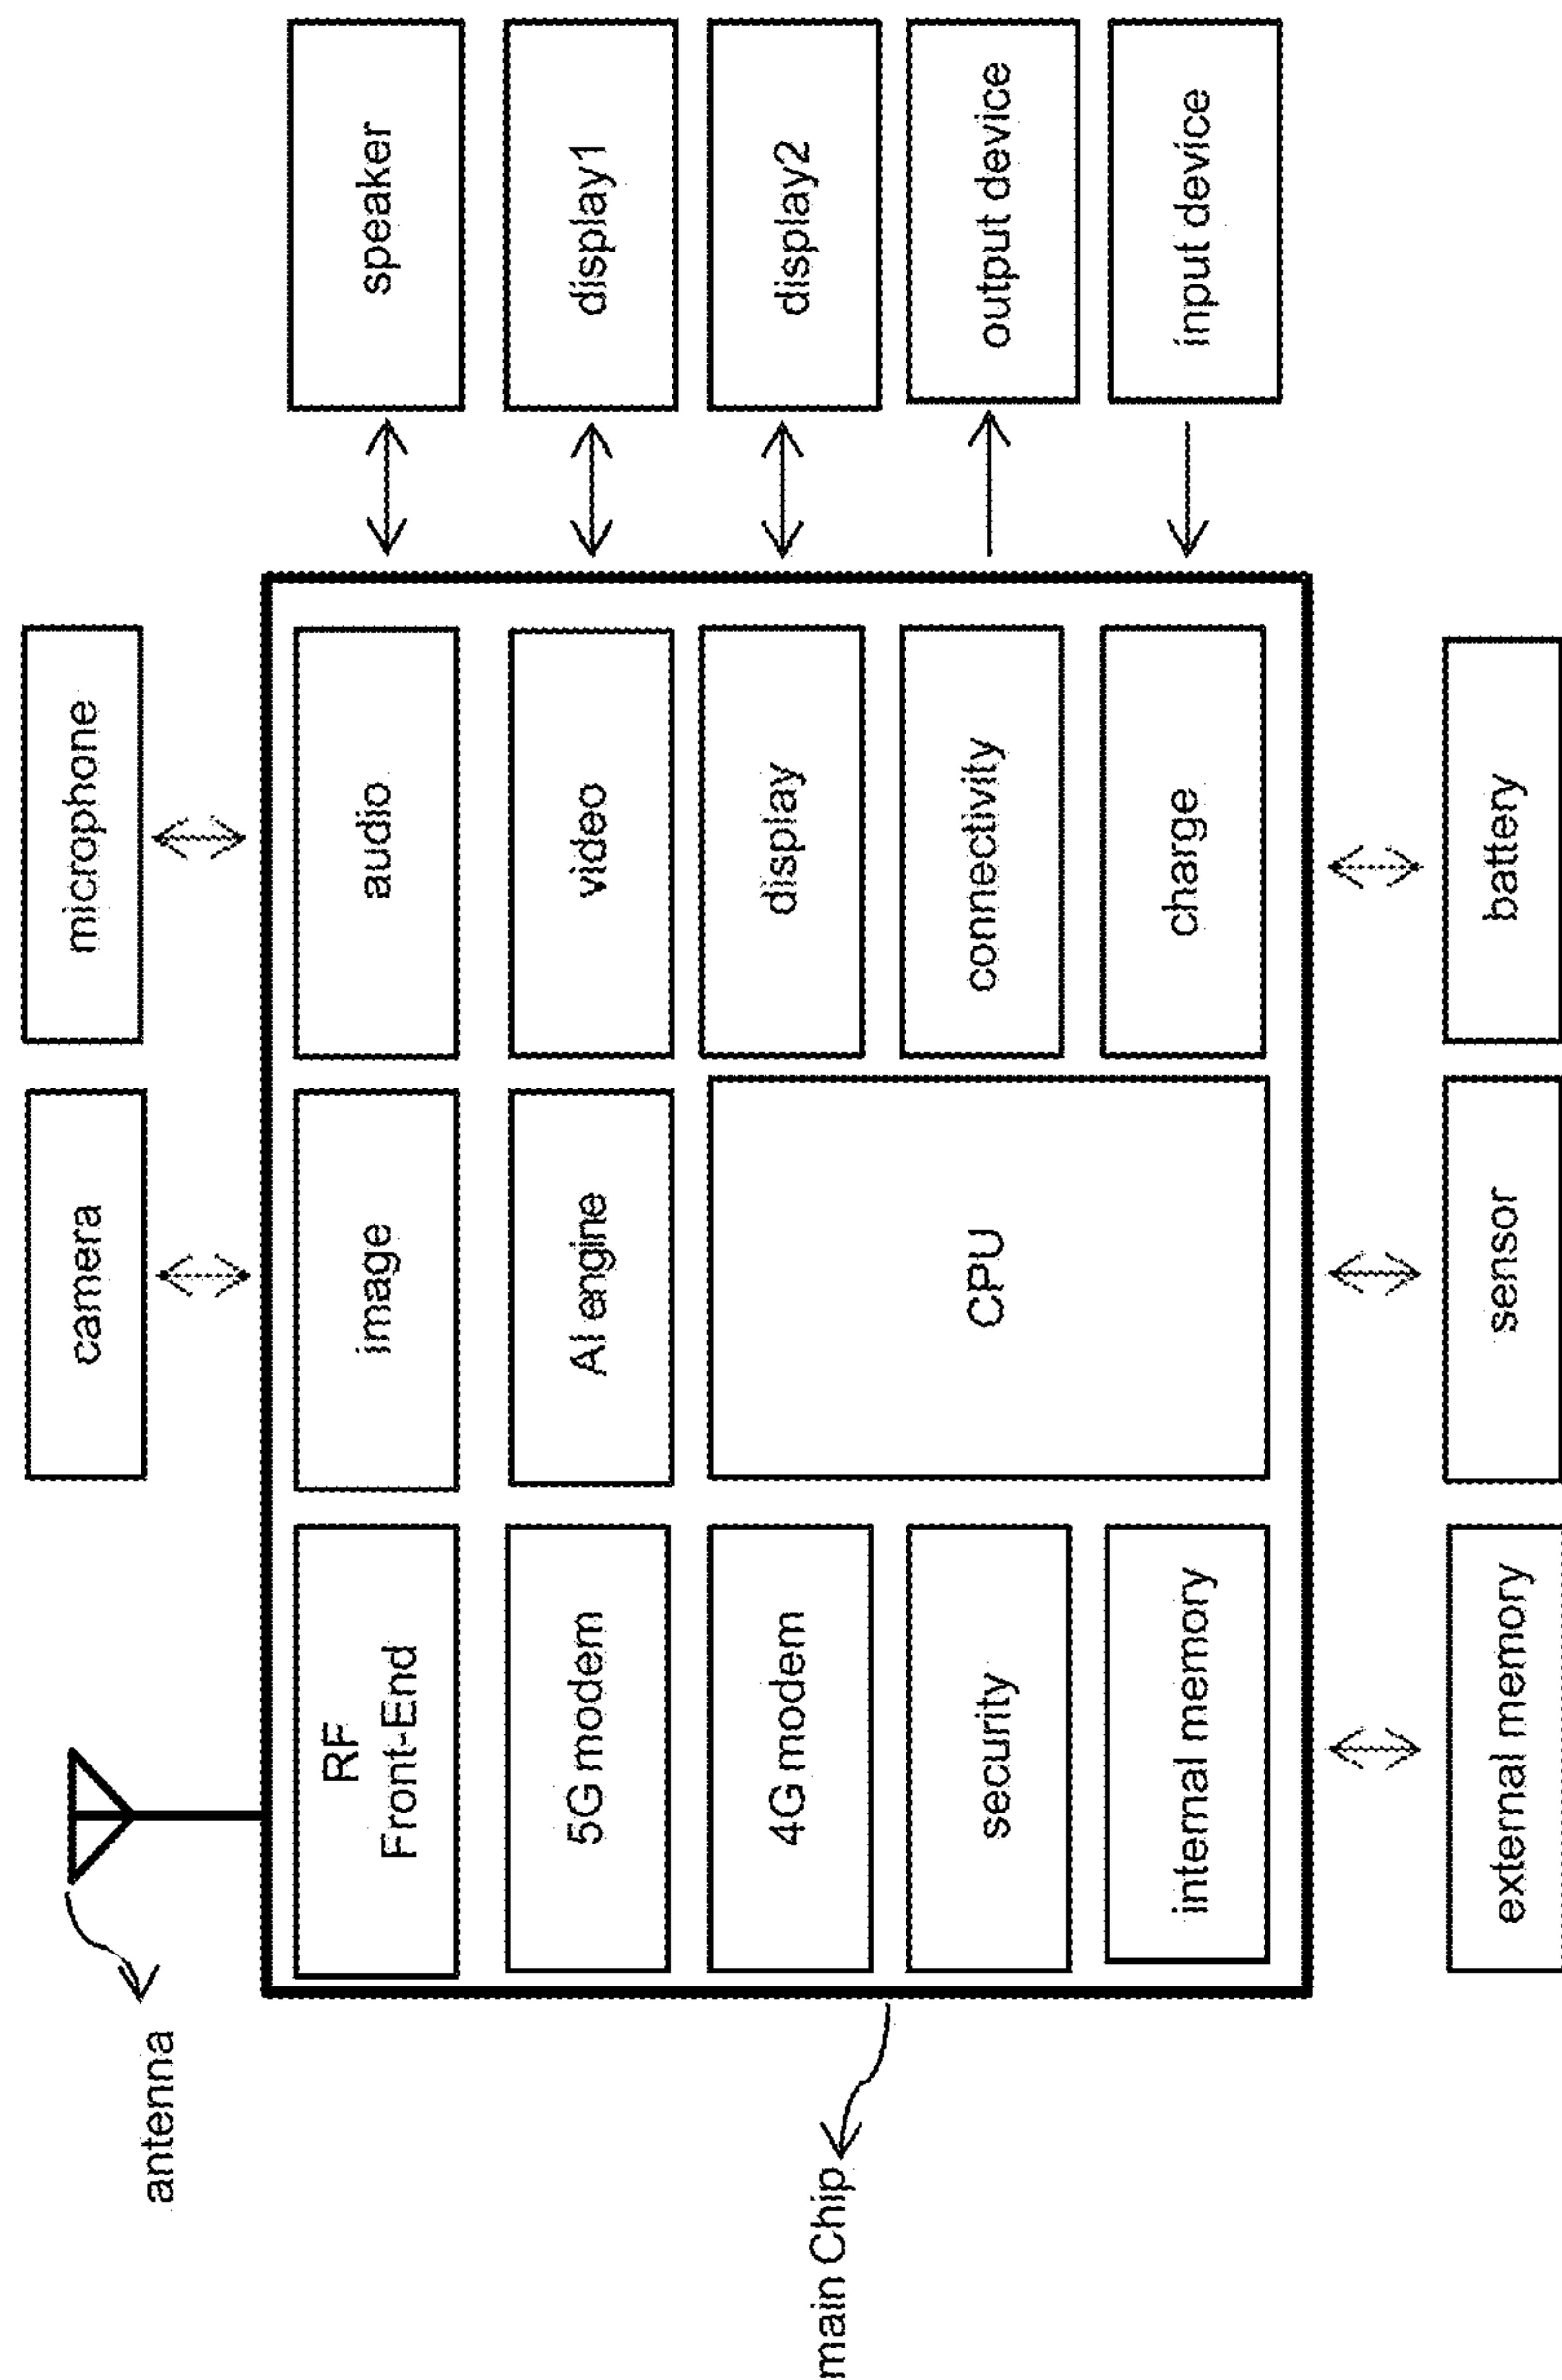 antenna
camera
microphone
RF
Front-End
image
audio
speaker
5G modem
AI engine
video
display1
main Chip
4G modem
display
display2
security
CPU
connectivity
output device
internal memory
charge
input device
external memory
sensor
battery